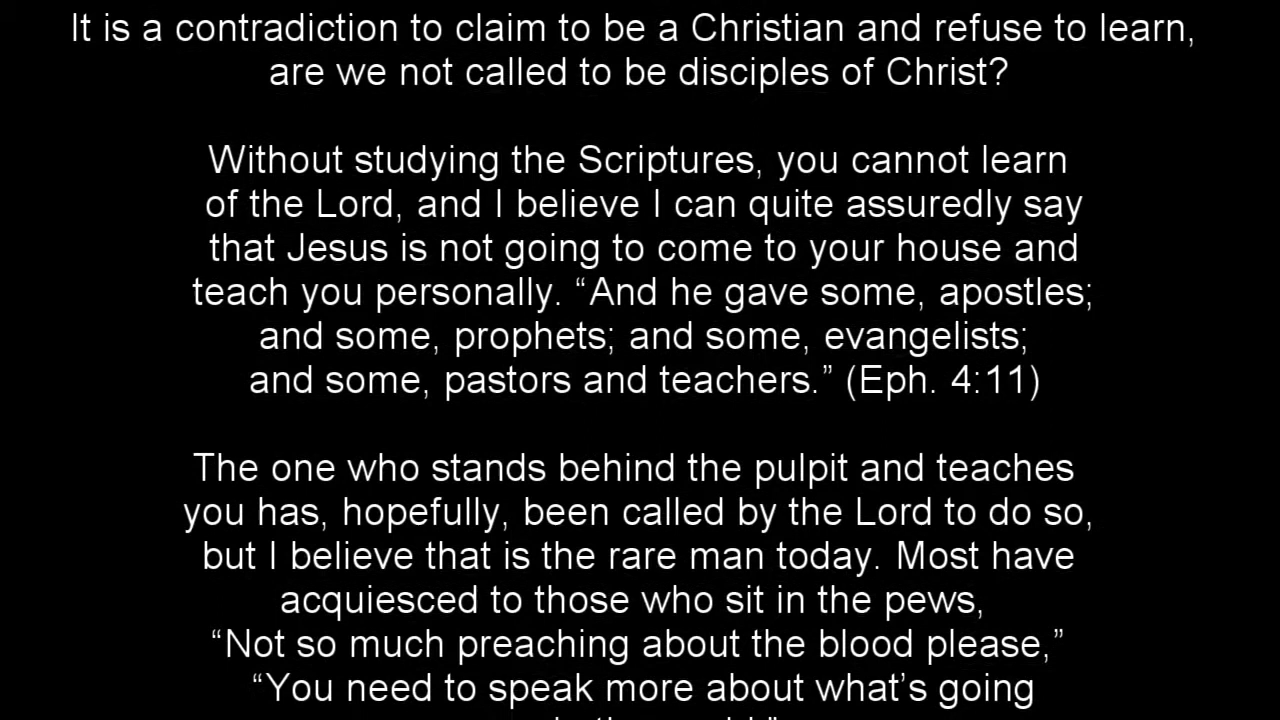 It is a contradiction to claim to be a Christian and refuse to learn,
are we not called to be disciples of Christ?
Without studying the Scriptures, you cannot learn
of the Lord, and I believe I can quite assuredly say
that Jesus is not going to come to your house and
teach you personally. “And he gave some, apostles;
and some, prophets; and some, evangelists;
and some, pastors and teachers.” (Eph. 4:11)
The one who stands behind the pulpit and teaches
you has, hopefully, been called by the Lord to do so,
but I believe that is the rare man today. Most have
acquiesced to those who sit in the pews,
“Not so much preaching about the blood please,”
“You need to speak more about what’s going